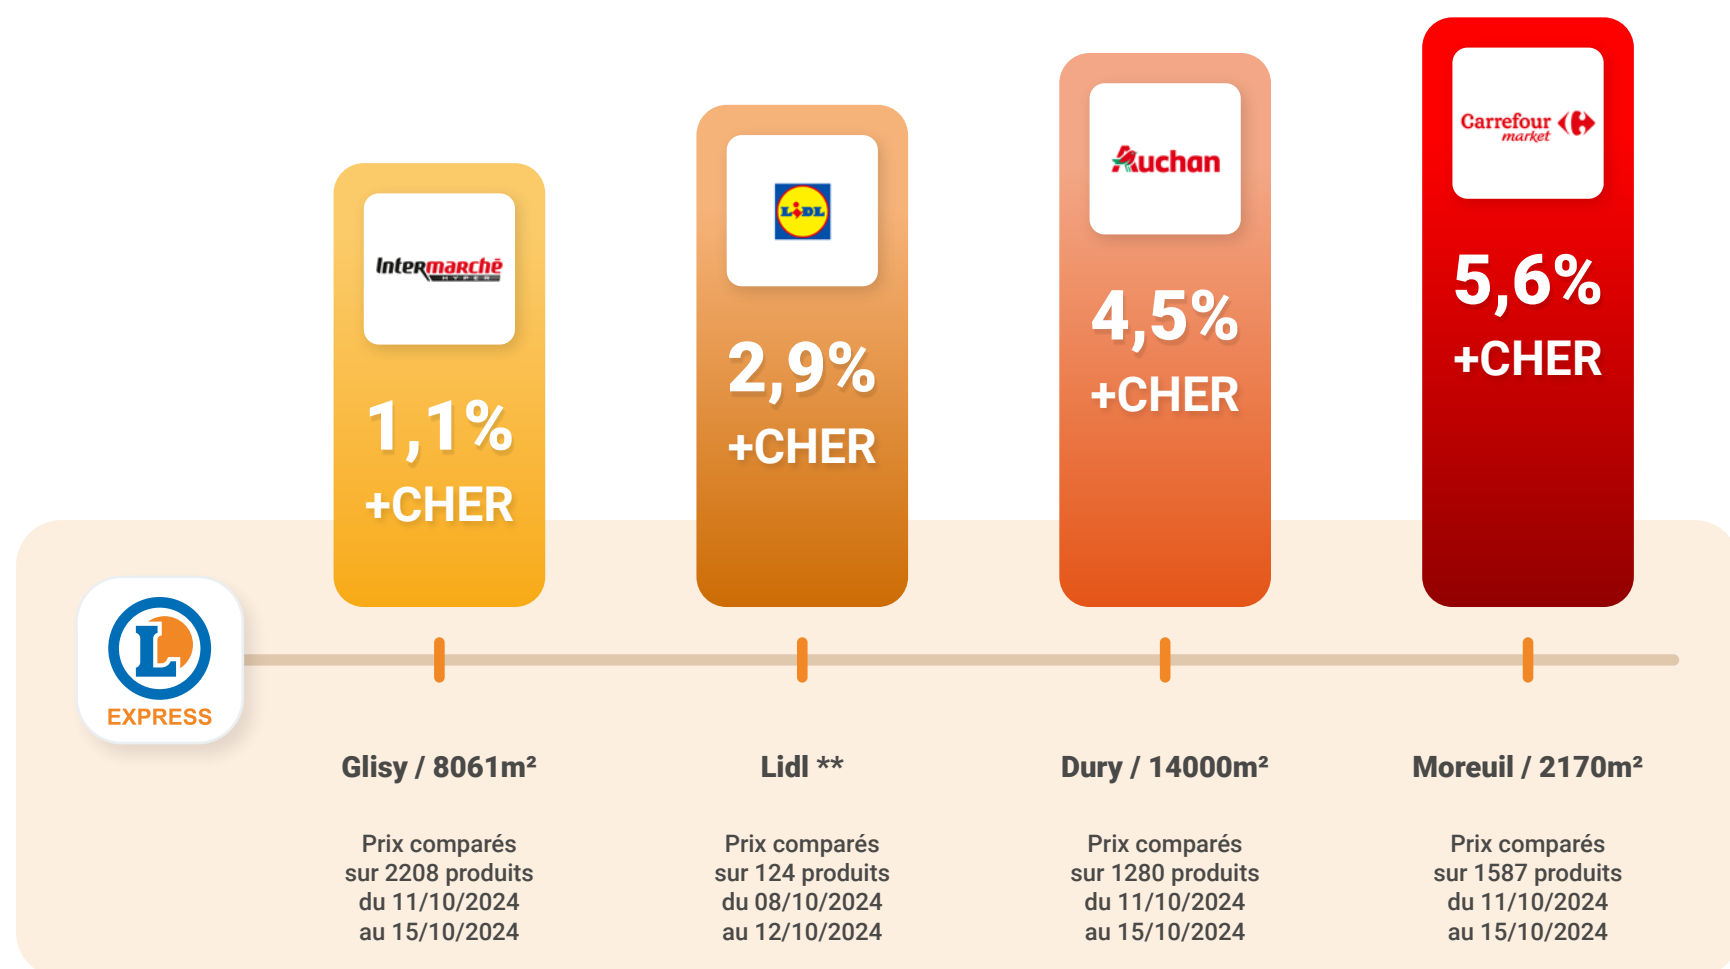 Intermarchē
HYPER
1,1%
+CHER
LIDL
2,9%
+CHER
Auchan
4,5%
+CHER
Carrefour
market
5,6%
+CHER
L
EXPRESS
Glisy / 8061m²
Prix comparés
sur 2208 produits
du 11/10/2024
au 15/10/2024
Lidl **
Prix comparés
sur 124 produits
du 08/10/2024
au 12/10/2024
Dury / 14000m²
Prix comparés
sur 1280 produits
du 11/10/2024
au 15/10/2024
Moreuil / 2170m²
Prix comparés
sur 1587 produits
du 11/10/2024
au 15/10/2024